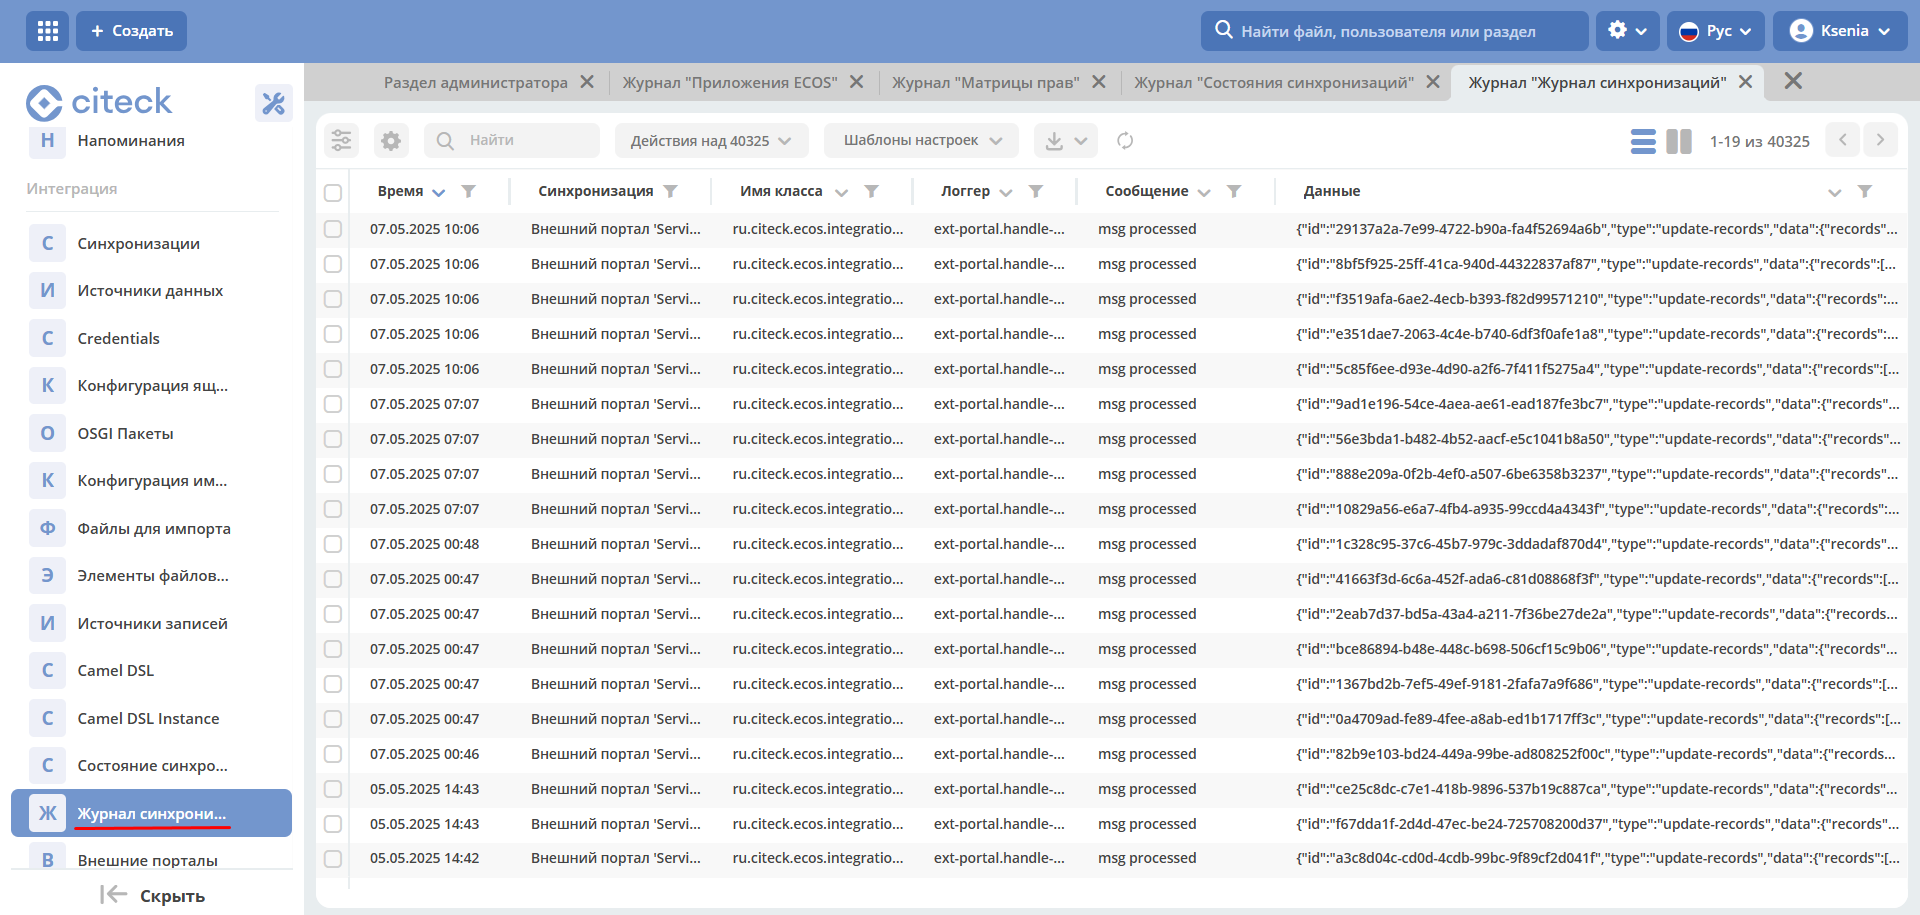 + Создать
Найти файл, пользователя или раздел
Рус
Ksenia
citeck
Н Напоминания
Интеграция
С Синхронизации
И Источники данных
C Credentials
К Конфигурация ящ...
O OSGI Пакеты
К Конфигурация им...
Ф Файлы для импорта
Э Элементы файлов...
И Источники записей
C Camel DSL
C Camel DSL Instance
С Состояние синхро...
Ж Журнал синхрони...
В Внешние порталы
Скрыть
Раздел администратора
Журнал "Приложения ECOS"
Журнал "Матрицы прав"
Журнал "Состояния синхронизаций"
Журнал "Журнал синхронизаций"
Найти
Действия над 40325
Шаблоны настроек
1-19 из 40325
Время Синхронизация Имя класса Логгер Сообщение Данные
07.05.2025 10:06 Внешний портал 'Servi... ru.citeck.ecos.integratio... ext-portal.handle-... msg processed {"id":"29137a2a-7e99-4722-b90a-fa4f52694a6b","type":"update-records","data":{"records"...
07.05.2025 10:06 Внешний портал 'Servi... ru.citeck.ecos.integratio... ext-portal.handle-... msg processed {"id":"8bf5f925-25ff-41ca-940d-44322837af87","type":"update-records","data":{"records":[...
07.05.2025 10:06 Внешний портал 'Servi... ru.citeck.ecos.integratio... ext-portal.handle-... msg processed {"id":"f3519afa-6ae2-4ecb-b393-f82d99571210","type":"update-records","data":{"records":...
07.05.2025 10:06 Внешний портал 'Servi... ru.citeck.ecos.integratio... ext-portal.handle-... msg processed {"id":"e351dae7-2063-4c4e-b740-6df3f0afe1a8","type":"update-records","data":{"records":...
07.05.2025 10:06 Внешний портал 'Servi... ru.citeck.ecos.integratio... ext-portal.handle-... msg processed {"id":"5c85f6ee-d93e-4d90-a2f6-7f411f5275a4","type":"update-records","data":{"records":[...
07.05.2025 07:07 Внешний портал 'Servi... ru.citeck.ecos.integratio... ext-portal.handle-... msg processed {"id":"9ad1e196-54ce-4aea-ae61-ead187fe3bc7","type":"update-records","data":{"records"...
07.05.2025 07:07 Внешний портал 'Servi... ru.citeck.ecos.integratio... ext-portal.handle-... msg processed {"id":"56e3bda1-b482-4b52-aacf-e5c1041b8a50","type":"update-records","data":{"records"...
07.05.2025 07:07 Внешний портал 'Servi... ru.citeck.ecos.integratio... ext-portal.handle-... msg processed {"id":"888e209a-0f2b-4ef0-a507-6be6358b3237","type":"update-records","data":{"records"...
07.05.2025 07:07 Внешний портал 'Servi... ru.citeck.ecos.integratio... ext-portal.handle-... msg processed {"id":"10829a56-e6a7-4fb4-a935-99ccd4a4343f","type":"update-records","data":{"records":...
07.05.2025 00:48 Внешний портал 'Servi... ru.citeck.ecos.integratio... ext-portal.handle-... msg processed {"id":"1c328c95-37c6-45b7-979c-3ddadaf870d4","type":"update-records","data":{"records"...
07.05.2025 00:47 Внешний портал 'Servi... ru.citeck.ecos.integratio... ext-portal.handle-... msg processed {"id":"41663f3d-6c6a-452f-ada6-c81d08868f3f","type":"update-records","data":{"records":[...
07.05.2025 00:47 Внешний портал 'Servi... ru.citeck.ecos.integratio... ext-portal.handle-... msg processed {"id":"2eab7d37-bd5a-43a4-a211-7f36be27de2a","type":"update-records","data":{"records...
07.05.2025 00:47 Внешний портал 'Servi... ru.citeck.ecos.integratio... ext-portal.handle-... msg processed {"id":"bce86894-b48e-448c-b698-506cf15c9b06","type":"update-records","data":{"records"...
07.05.2025 00:47 Внешний портал 'Servi... ru.citeck.ecos.integratio... ext-portal.handle-... msg processed {"id":"1367bd2b-7ef5-49ef-9181-2fafa7a9f686","type":"update-records","data":{"records":[...
07.05.2025 00:47 Внешний портал 'Servi... ru.citeck.ecos.integratio... ext-portal.handle-... msg processed {"id":"0a4709ad-fe89-4fee-a8ab-ed1b1717ff3c","type":"update-records","data":{"records":[...
07.05.2025 00:46 Внешний портал 'Servi... ru.citeck.ecos.integratio... ext-portal.handle-... msg processed {"id":"82b9e103-bd24-449a-99be-ad808252f00c","type":"update-records","data":{"records...
05.05.2025 14:43 Внешний портал 'Servi... ru.citeck.ecos.integratio... ext-portal.handle-... msg processed {"id":"ce25c8dc-c7e1-418b-9896-537b19c887ca","type":"update-records","data":{"records"...
05.05.2025 14:43 Внешний портал 'Servi... ru.citeck.ecos.integratio... ext-portal.handle-... msg processed {"id":"f67dda1f-2d4d-47ec-be24-725708200d37","type":"update-records","data":{"records"...
05.05.2025 14:42 Внешний портал 'Servi... ru.citeck.ecos.integratio... ext-portal.handle-... msg processed {"id":"a3c8d04c-cd0d-4cdb-99bc-9f89cf2d041f","type":"update-records","data":{"records":[...